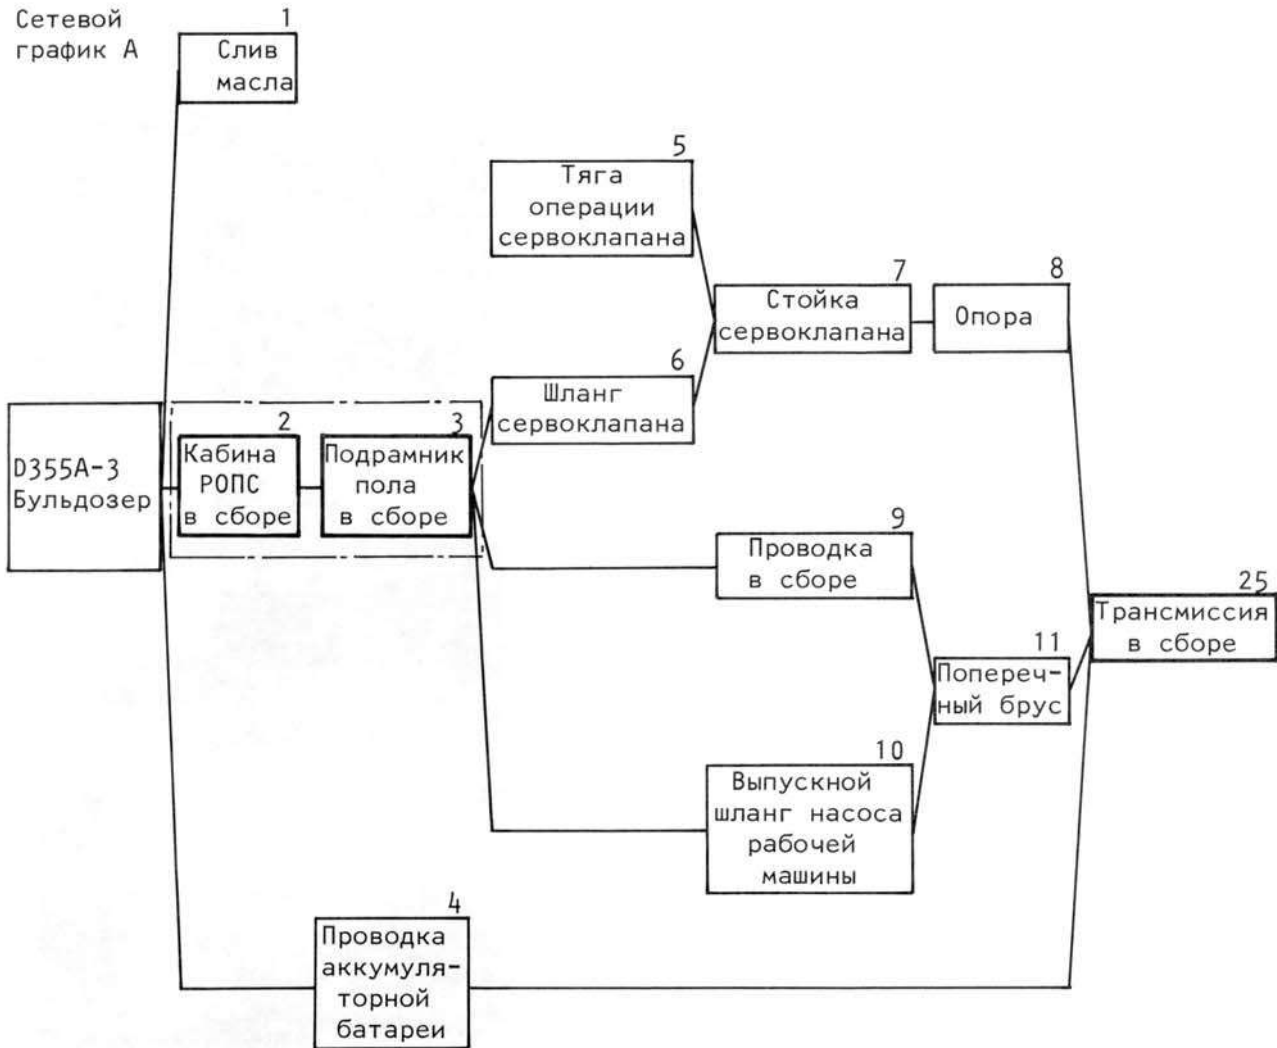 Сетевой
график А
1
Слив
масла
5
Тяга
операции
сервоклапана
7
Стойка
сервоклапана
8
Опора
6
Шланг
сервоклапана
D355A-3
Бульдозер
2
Кабина
РОПС
в сборе
3
Подрамник
пола
в сборе
9
Проводка
в сборе
25
Трансмиссия
в сборе
11
Попереч-
ный брус
10
Выпускной
шланг насоса
рабочей
машины
4
Проводка
аккумуля-
торной
батареи